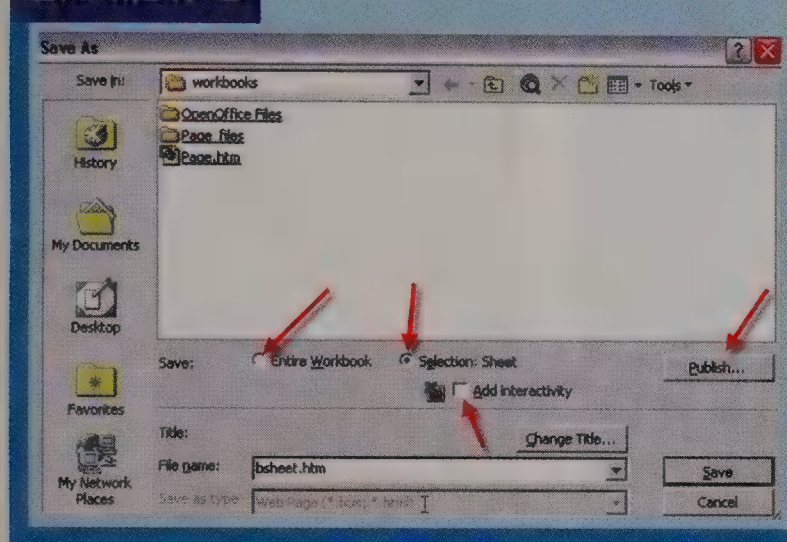 Save As
Save in: workbooks Tools
OpenOffice Files
Page_files
Page.htm
History
My Documents
Desktop
Favorites
My Network Places
Save: Entire Workbook Selection: Sheet Publish...
Add interactivity
Title: Change Title...
File name: bsheet.htm Save
Save as type: Web Page (*.htm; *.html) Cancel